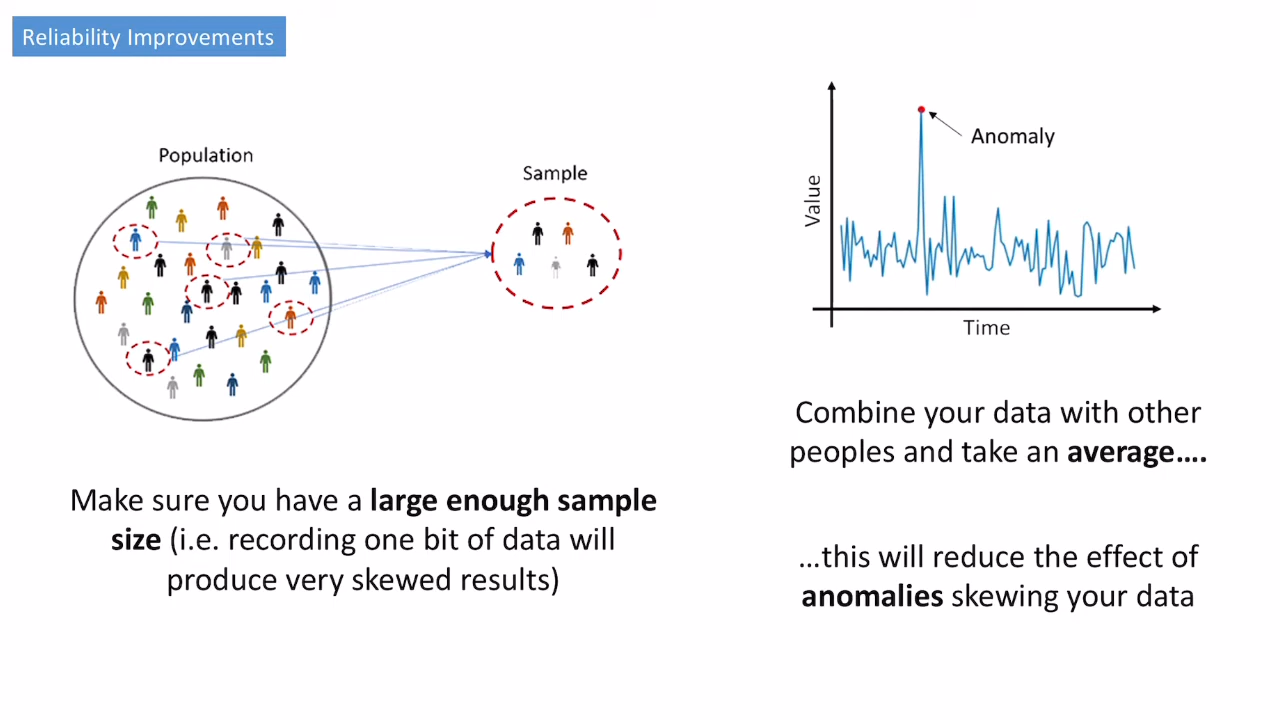 Reliability Improvements
Population
Sample
Make sure you have a large enough sample
size (i.e. recording one bit of data will
produce very skewed results)
Anomaly
Value
Time
Combine your data with other
peoples and take an average….
…this will reduce the effect of
anomalies skewing your data